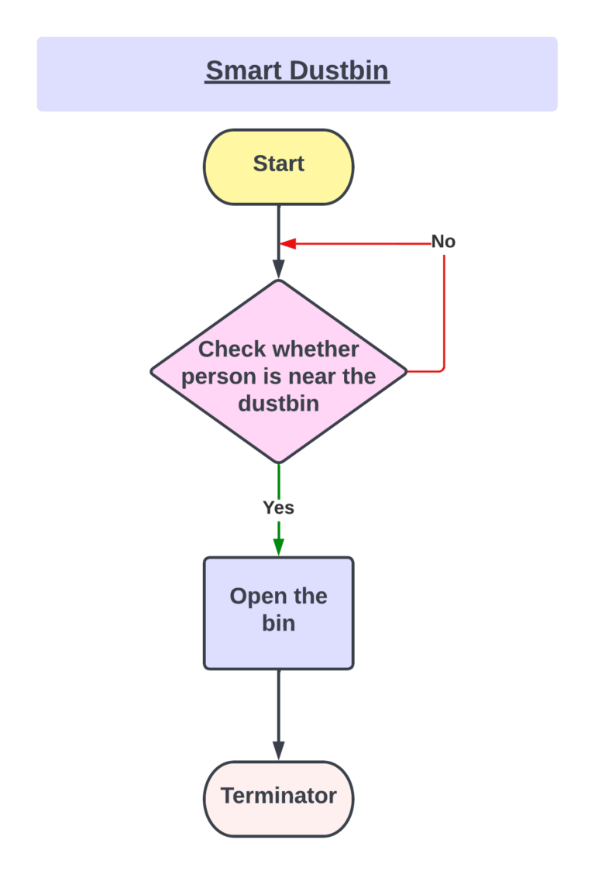 Smart Dustbin
Start
No
Check whether
person is near the
dustbin
Yes
Open the
bin
Terminator